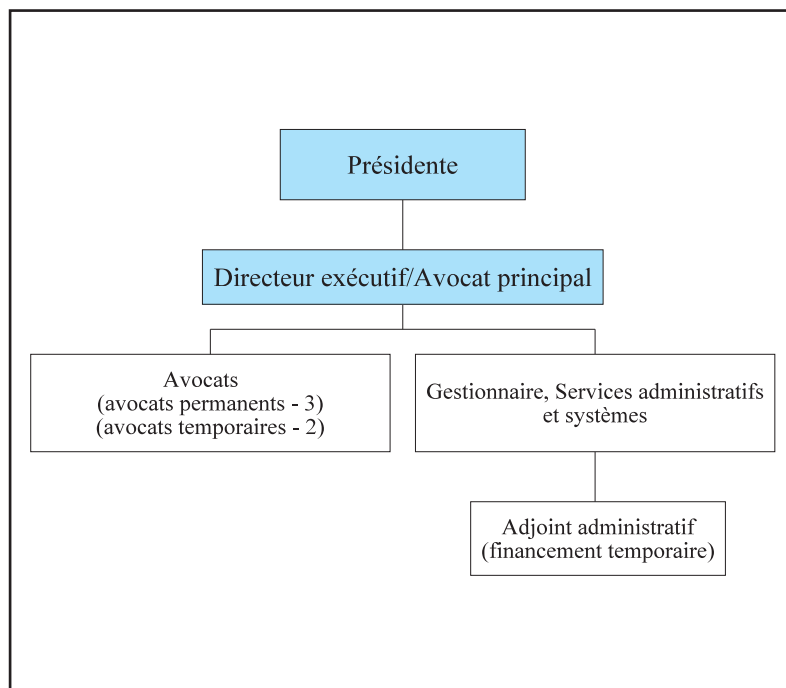 Présidente
Directeur exécutif/Avocat principal
Avocats
(avocats permanents - 3)
(avocats temporaires - 2)
Gestionnaire, Services administratifs
et systèmes
Adjoint administratif
(financement temporaire)